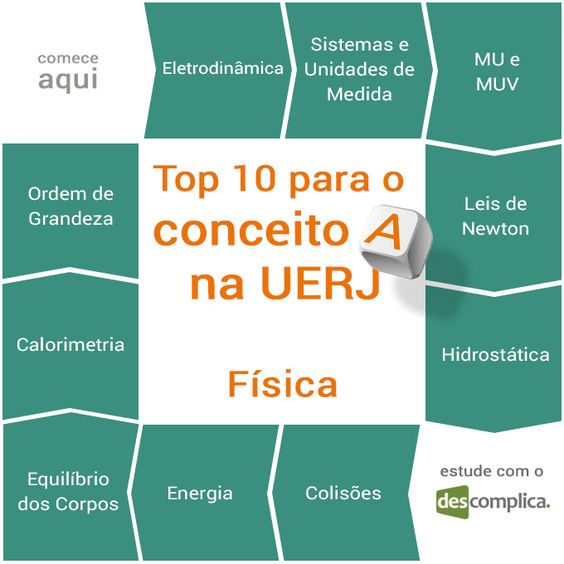 comece
aqui
Eletrodinâmica
Sistemas e
Unidades de
Medida
MU e
MUV
Leis de
Newton
Hidrostática
estude com o
descomplica.
Colisões
Energia
Equilíbrio
dos Corpos
Calorimetria
Ordem de
Grandeza
Top 10 para o
conceito A
na UERJ
Física